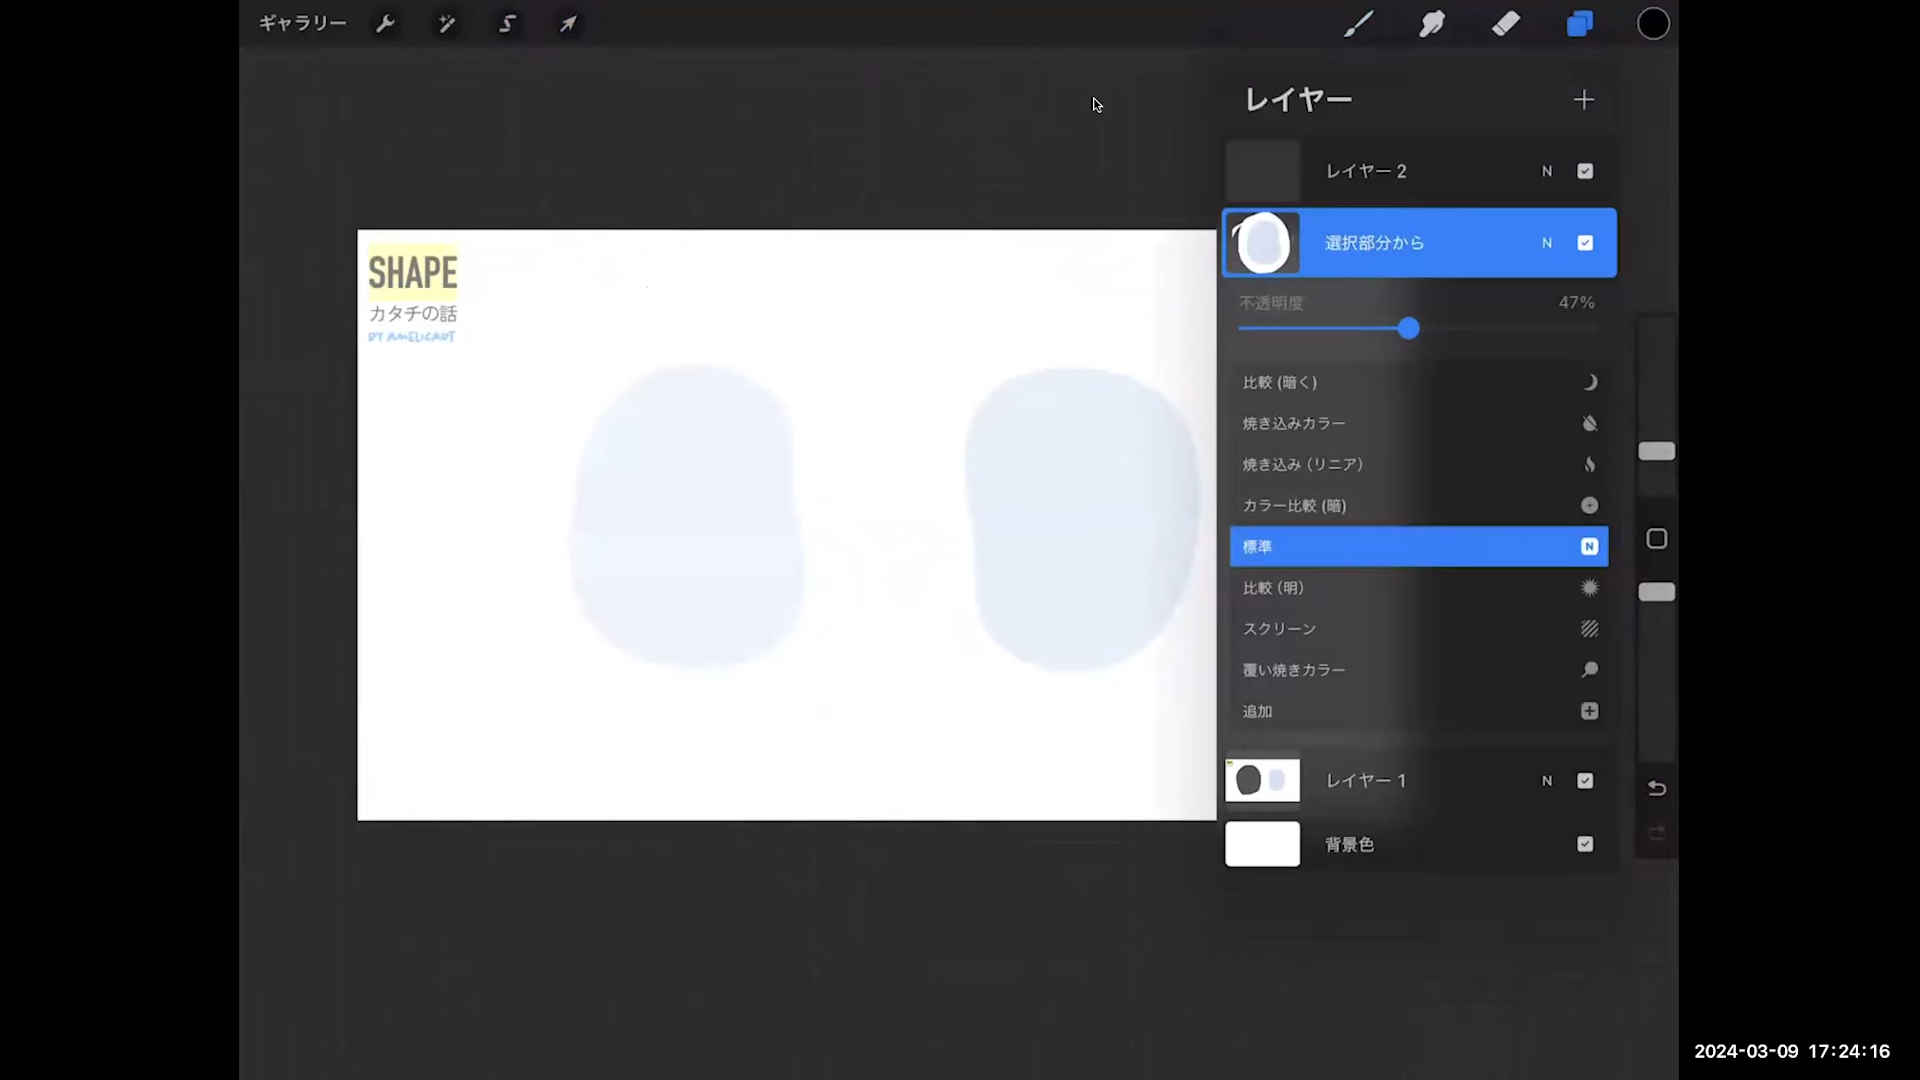 ギャラリー
レイヤー
レイヤー 2
N
選択部分から
N
不透明度
47%
SHAPE
カタチの話
BY AMELICART
比較 (暗く)
焼き込みカラー
焼き込み (リニア)
カラー比較 (暗)
標準
N
比較 (明)
スクリーン
覆い焼きカラー
追加
レイヤー 1
N
背景色
2024-03-09 17:24:16